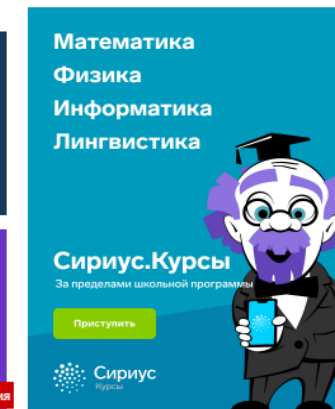 Математика
Физика
Информатика
Лингвистика
Сириус.Курсы
За пределами школьной программы
Приступить
Сириус
Курсы